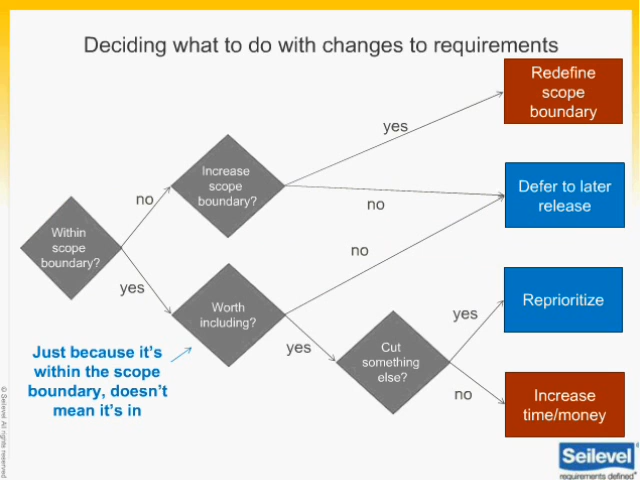 Deciding what to do with changes to requirements
Redefine
scope
boundary
yes
Increase
scope
boundary?
no
Defer to later
release
no
Within
scope
boundary?
no
yes
Worth
including?
Reprioritize
yes
yes
Cut
something
else?
Just because it's
within the scope
boundary, doesn't
mean it's in
no
Increase
time/money
© Seilevel All rights reserved
Seilevel®
requirements defined